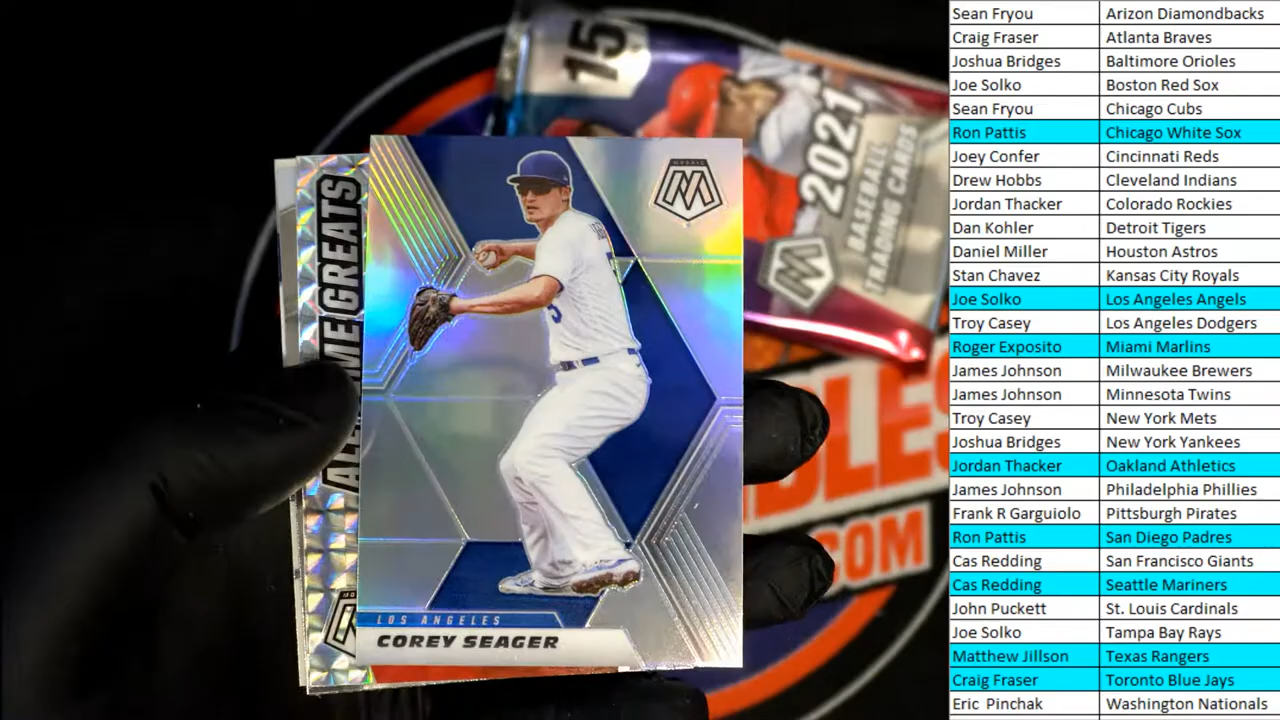 15
2021
BASEBALL
TRADING CARDS
MOSAIC
ALL-TIME GREATS
LOS ANGELES
COREY SEAGER
.COM
Sean Fryou Arizon Diamondbacks
Craig Fraser Atlanta Braves
Joshua Bridges Baltimore Orioles
Joe Solko Boston Red Sox
Sean Fryou Chicago Cubs
Ron Pattis Chicago White Sox
Joey Confer Cincinnati Reds
Drew Hobbs Cleveland Indians
Jordan Thacker Colorado Rockies
Dan Kohler Detroit Tigers
Daniel Miller Houston Astros
Stan Chavez Kansas City Royals
Joe Solko Los Angeles Angels
Troy Casey Los Angeles Dodgers
Roger Exposito Miami Marlins
James Johnson Milwaukee Brewers
James Johnson Minnesota Twins
Troy Casey New York Mets
Joshua Bridges New York Yankees
Jordan Thacker Oakland Athletics
James Johnson Philadelphia Phillies
Frank R Garguiolo Pittsburgh Pirates
Ron Pattis San Diego Padres
Cas Redding San Francisco Giants
Cas Redding Seattle Mariners
John Puckett St. Louis Cardinals
Joe Solko Tampa Bay Rays
Matthew Jillson Texas Rangers
Craig Fraser Toronto Blue Jays
Eric Pinchak Washington Nationals